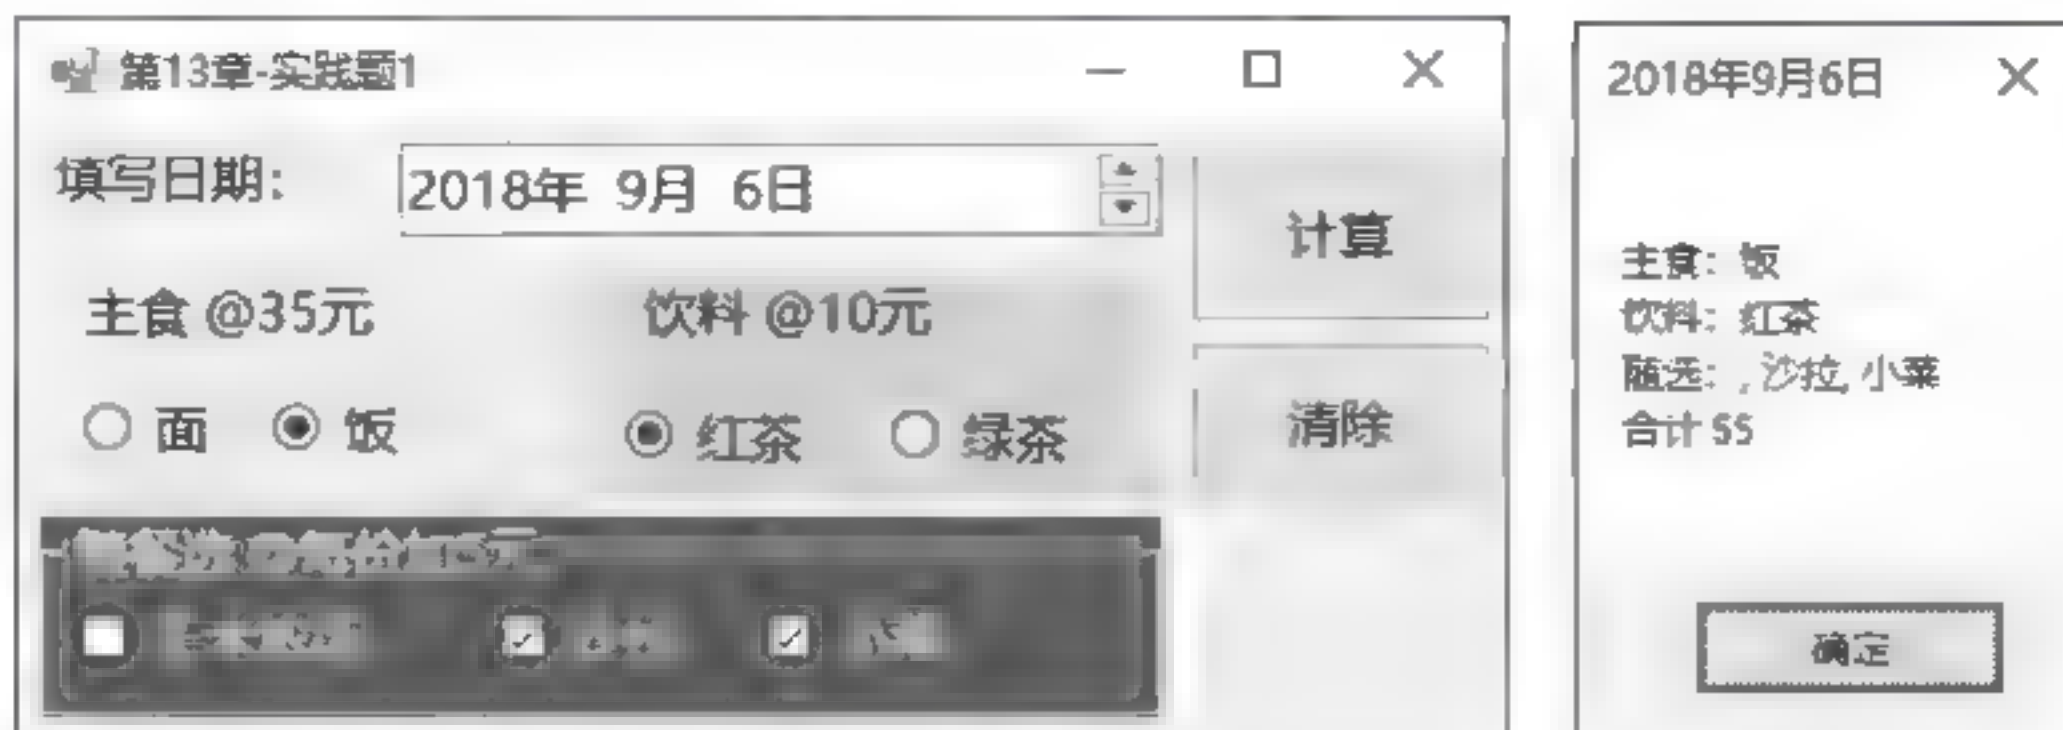 第13章-实践题1
填写日期:
2018年 9月 6日
计算
主食 @35元
饮料 @10元
面
饭
红茶
绿茶
清除
2018年9月6日
主食: 饭
饮料: 红茶
随选: , 沙拉, 小菜
合计 55
确定